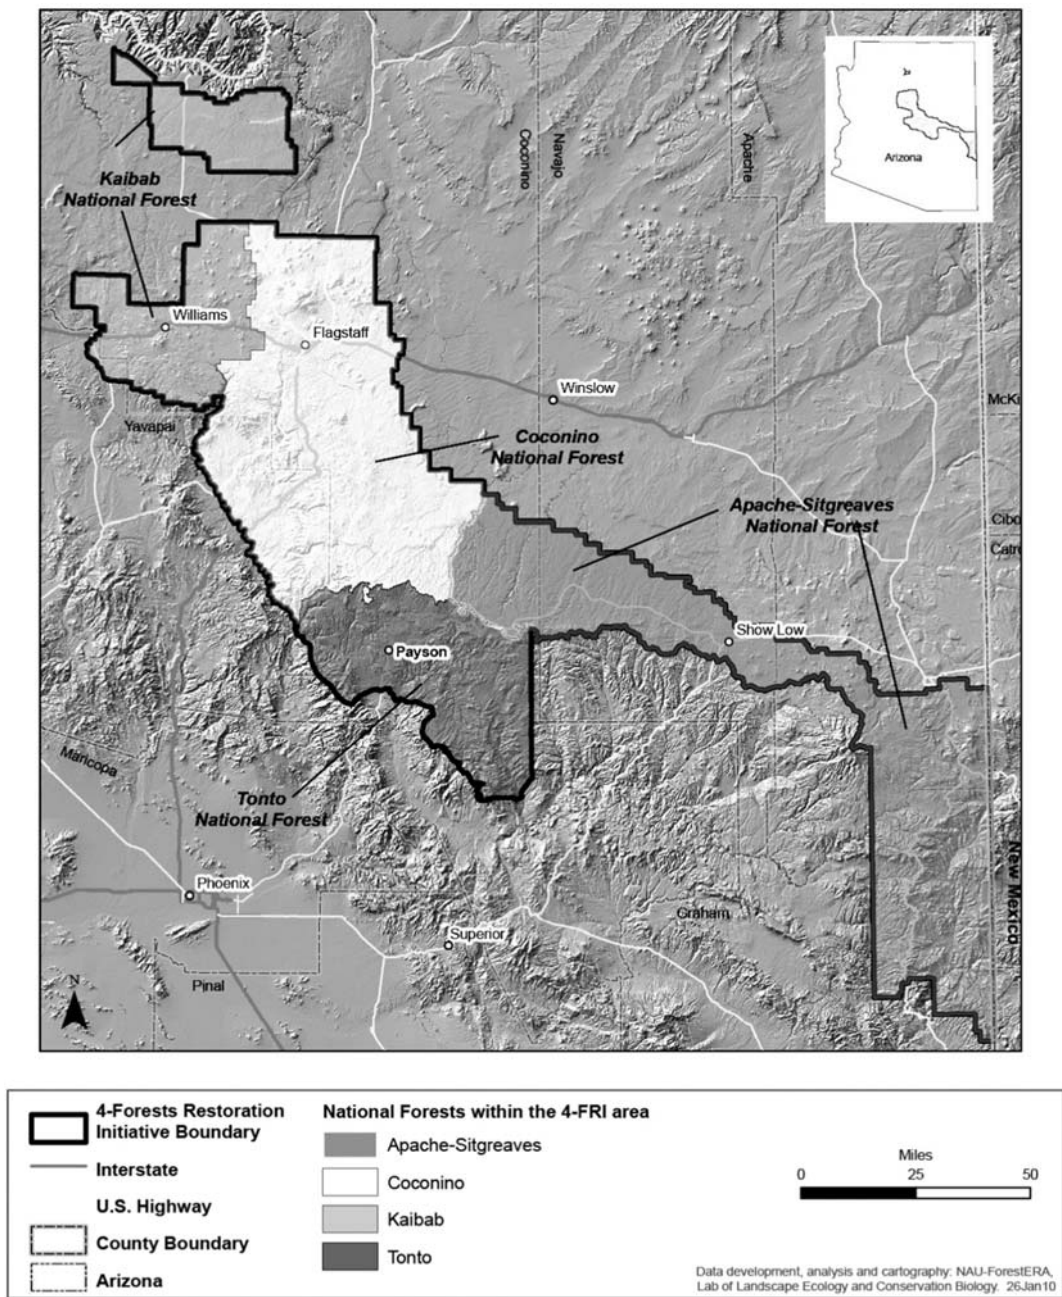 Coconino
Navajo
Apache
Arizona
Kaibab
National Forest
Williams
Flagstaff
Winslow
McKi
Yavapai
Coconino
National Forest
Apache-Sitgreaves
National Forest
Cibo
Catre
Show Low
Payson
Maricopa
Tonto
National Forest
New Mexico
Phoenix
Graham
Superior
N
Pinal
4-Forests Restoration
Initiative Boundary
Interstate
U.S. Highway
County Boundary
Arizona
National Forests within the 4-FRI area
Apache-Sitgreaves
Coconino
Kaibab
Tonto
Miles
0 25 50
Data development, analysis and cartography: NAU-ForestERA,
Lab of Landscape Ecology and Conservation Biology. 26Jan10